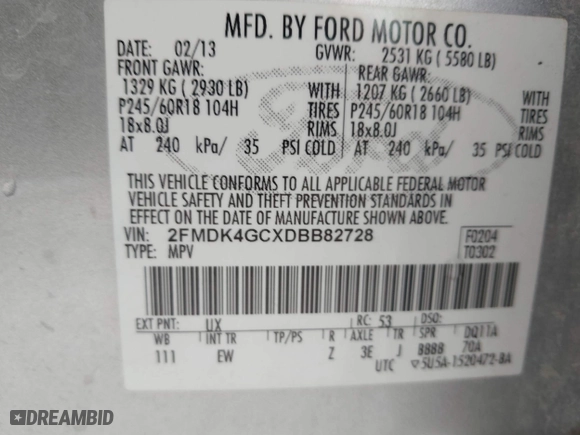 MFD. BY FORD MOTOR CO.
DATE: 02/13 GVWR: 2531 KG ( 5580 LB)
FRONT GAWR: REAR GAWR:
1329 KG ( 2930 LB) WITH 1207 KG ( 2660 LB) WITH
P245/60R18 104H TIRES P245/60R18 104H TIRES
18x8.0J RIMS 18x8.0J RIMS
AT 240 kPa/ 35 PSI COLD AT 240 kPa/ 35 PSI COLD
THIS VEHICLE CONFORMS TO ALL APPLICABLE FEDERAL MOTOR
VEHICLE SAFETY AND THEFT PREVENTION STANDARDS IN
EFFECT ON THE DATE OF MANUFACTURE SHOWN ABOVE.
VIN: 2FMDK4GCXDBB82728 F0204
TYPE: MPV T0302
EXT PNT: UX RC: 53 DSO:
WB INT TR TP/PS R AXLE TR SPR DQ11A
111 EW Z 3E J BBBB 70A
UTC ▽5U5A-1520472-BA
DREAMBID